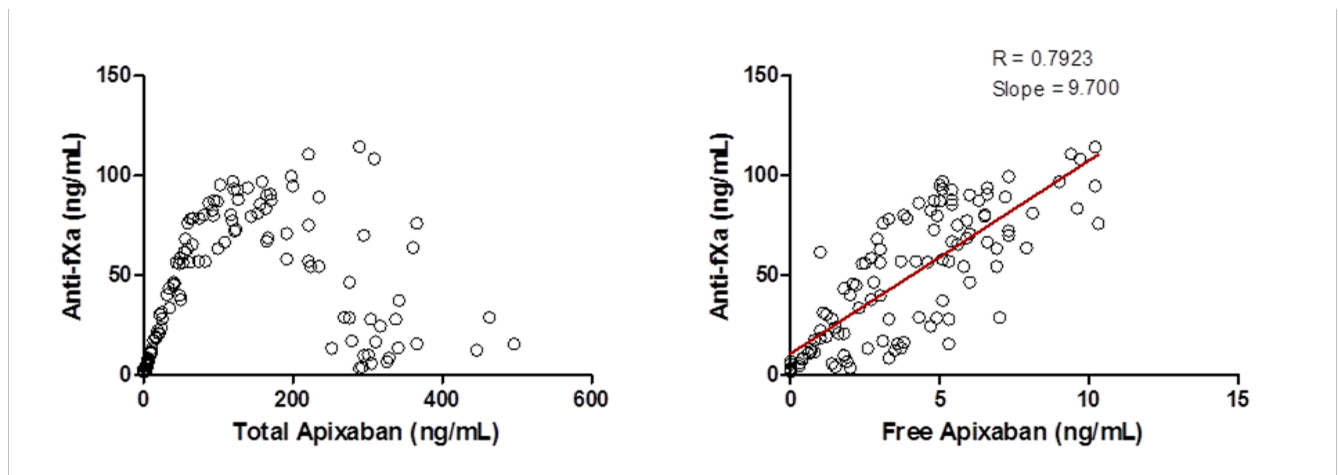 150
100
50
0
Anti-fXa (ng/mL)
0 200 400 600
Total Apixaban (ng/mL)
R = 0.7923
Slope = 9.700
150
100
50
0
Anti-fXa (ng/mL)
0 5 10 15
Free Apixaban (ng/mL)